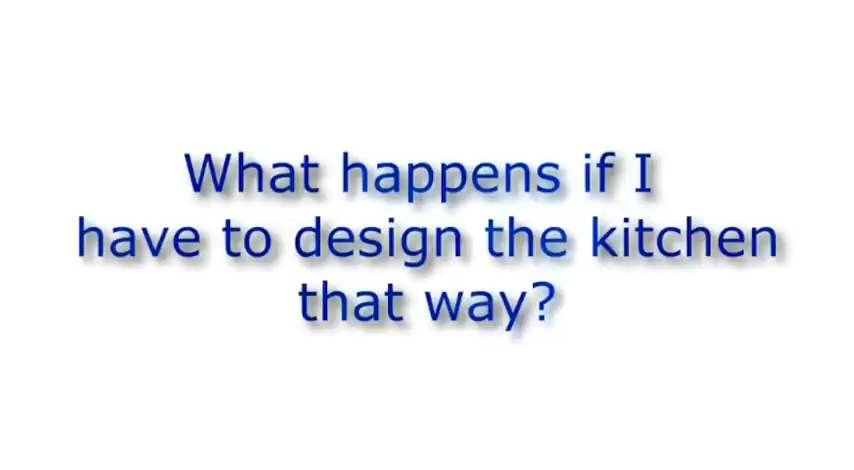 What happens if I
have to design the kitchen
that way?